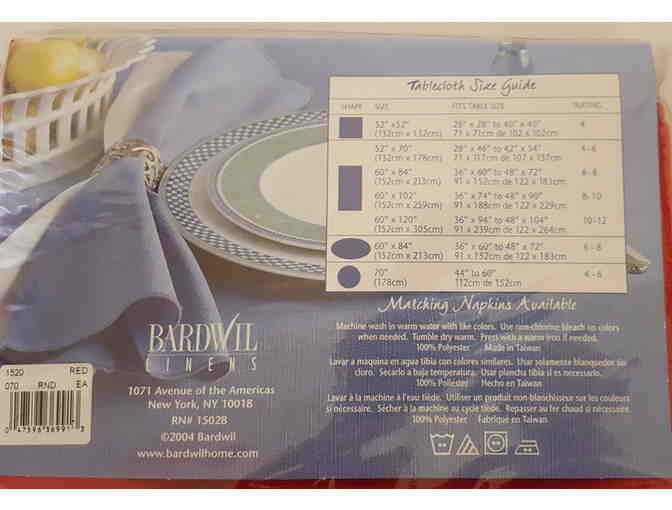 Tablecloth Size Guide
SHAPE SIZE FITS TABLE SIZE SEATING
52" x52" 28" x 28" to 40" x 40" 4
(132cm x 132cm) 71 x 71cm to 102 x 102cm
52" x 70" 28" x 46" to 42" x 54" 4-6
(132cm x 178cm) 71 x 117cm to 107 x 137cm
60" x 84" 36" x 60" to 48" x 72" 6-8
(152cm x 213cm) 91 x 152cm to 122 x 183cm
60" x 102" 36" x 74" to 48" x 90" 8-10
(152cm x 259cm) 91 x 188cm to 122 x 229cm
60" x 120" 36" x 94" to 48" x 104" 10-12
(152cm x 305cm) 91 x 239cm to 122 x 264cm
60" x 84" 36" x 60" to 48" x 72" 6-8
(152cm x 213cm) 91 x 152cm to 122 x 183cm
70" 44" to 60" 4-6
(178cm) 112cm to 152cm
Matching Napkins Available
Machine wash in warm water with like colors. Use non-chlorine bleach on colors
when needed. Tumble dry warm. Press with a warm iron if needed.
100% Polyester Made in Taiwan
Lavar a maquina en agua tibia con colores similares. Usar solamente blanquedor sin
cloro. Secarlo a baja temperatura. Usar plancha tibia si es necessario.
100% Poliester Hecho en Taiwan
Lavar à la machine à l'eau tiède. Utiliser un produit non-blanchisseur sur les couleurs
si nécessaire. Sécher à la machine au cycle tiède. Repasser au fer chaud si nécessaire.
100% Polyester Fabriqué en Taiwan
BARDWIL
LINENS
1071 Avenue of the Americas
New York, NY 10018
RN# 15028
©2004 Bardwil
www.bardwilhome.com
1520 RED
070 RND EA
0 47596 36991 3